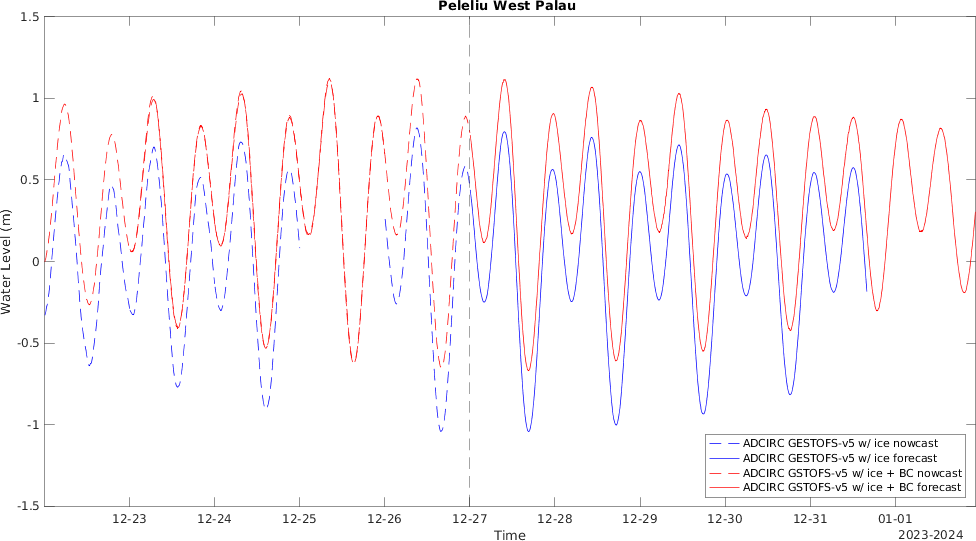 Peleliu West Palau
1.5
1
0.5
0
-0.5
-1
-1.5
Water Level (m)
12-23
12-24
12-25
12-26
12-27
12-28
12-29
12-30
12-31
01-01
Time
2023-2024
ADCIRC GESTOFS-v5 w/ ice nowcast
ADCIRC GESTOFS-v5 w/ ice forecast
ADCIRC GSTOFS-v5 w/ ice + BC nowcast
ADCIRC GSTOFS-v5 w/ ice + BC forecast